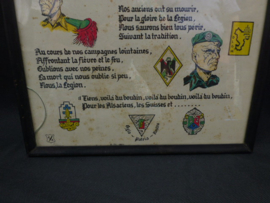 Nos anciens ont su mourir,
Pour la gloire de la Légion,
Nous saurons bien tous périr,
Suivant la tradition.
Au cours de nos campagnes lointaines,
Affrontant la fièvre et le feu,
Oublions avec nos peines,
La mort qui nous oublie si peu,
Nous, la Légion.
Tiens, voilà du boudin, voilà du boudin, voilà du boudin,
Pour les Alsaciens, les Suisses et